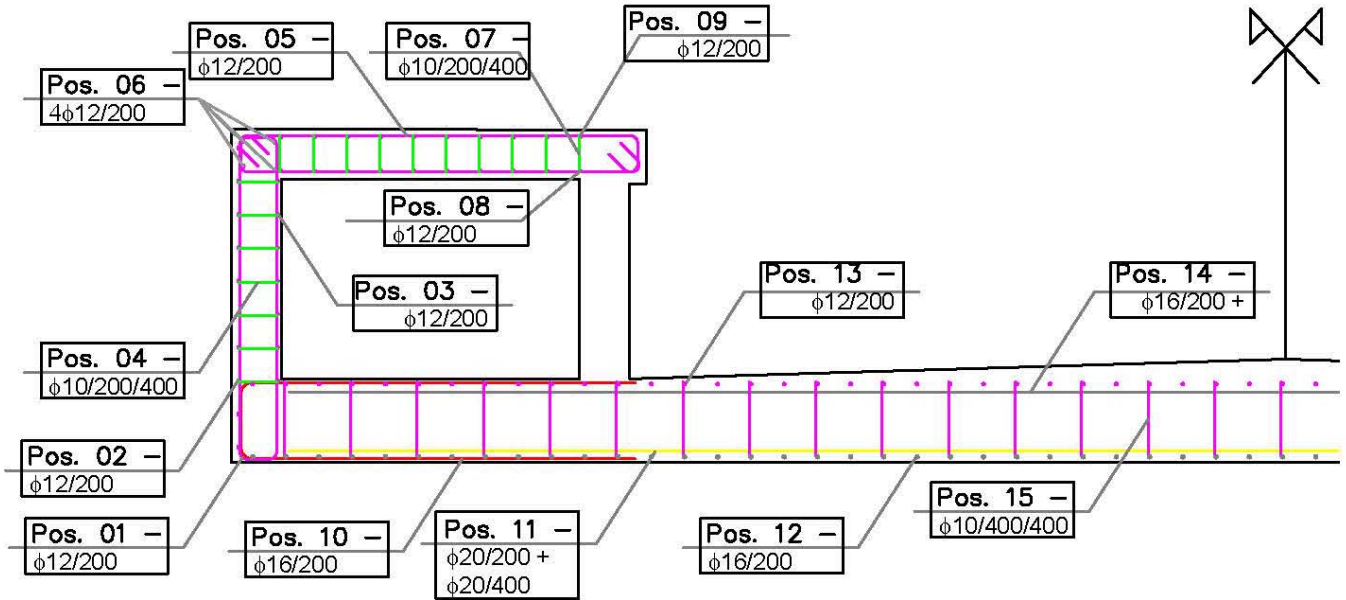 Pos. 09 –
ϕ12/200
Pos. 05 –
ϕ12/200
Pos. 07 –
ϕ10/200/400
Pos. 06 –
4ϕ12/200
Pos. 08 –
ϕ12/200
Pos. 03 –
ϕ12/200
Pos. 13 –
ϕ12/200
Pos. 14 –
ϕ16/200 +
Pos. 04 –
ϕ10/200/400
Pos. 02 –
ϕ12/200
Pos. 01 –
ϕ12/200
Pos. 10 –
ϕ16/200
Pos. 11 –
ϕ20/200 +
ϕ20/400
Pos. 12 –
ϕ16/200
Pos. 15 –
ϕ10/400/400